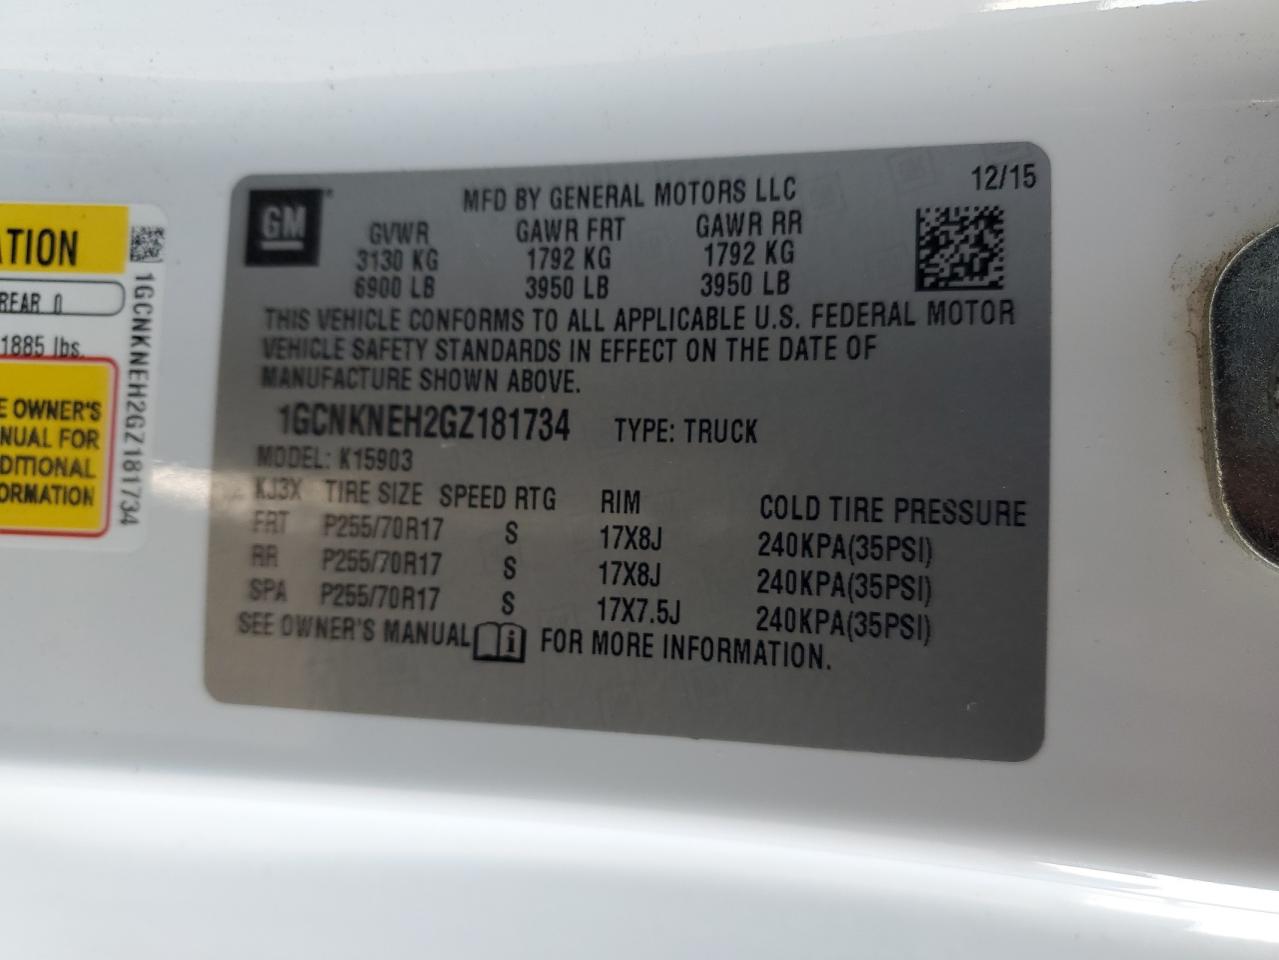 ATION
REAR 0
1885 lbs.
E OWNER'S
NUAL FOR
DITIONAL
ORMATION
1GCNKNEH2GZ181734
GM®
MFD BY GENERAL MOTORS LLC 12/15
GVWR GAWR FRT GAWR RR
3130 KG 1792 KG 1792 KG
6900 LB 3950 LB 3950 LB
THIS VEHICLE CONFORMS TO ALL APPLICABLE U.S. FEDERAL MOTOR
VEHICLE SAFETY STANDARDS IN EFFECT ON THE DATE OF
MANUFACTURE SHOWN ABOVE.
1GCNKNEH2GZ181734 TYPE: TRUCK
MODEL: K15903
KJ3X TIRE SIZE SPEED RTG RIM COLD TIRE PRESSURE
FRT P255/70R17 S 17X8J 240KPA(35PSI)
RR P255/70R17 S 17X8J 240KPA(35PSI)
SPA P255/70R17 S 17X7.5J 240KPA(35PSI)
SEE OWNER'S MANUAL i FOR MORE INFORMATION.